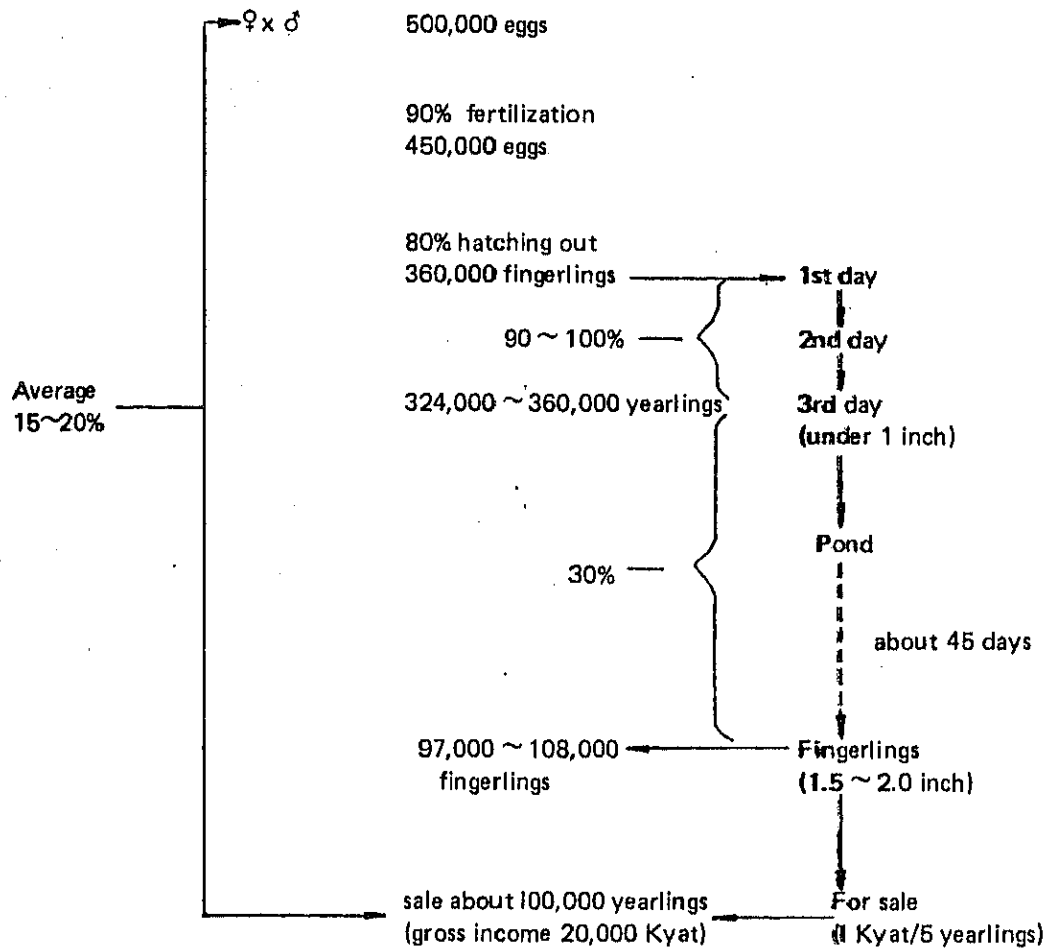 ♀ x ♂ 500,000 eggs
90% fertilization
450,000 eggs
80% hatching out
360,000 fingerlings 1st day
90 ~ 100% 2nd day
Average
15~20%
324,000 ~ 360,000 yearlings 3rd day
(under 1 inch)
Pond
30%
about 45 days
97,000 ~ 108,000
fingerlings
Fingerlings
(1.5 ~ 2.0 inch)
sale about 100,000 yearlings
(gross income 20,000 Kyat)
For sale
(1 Kyat/5 yearlings)